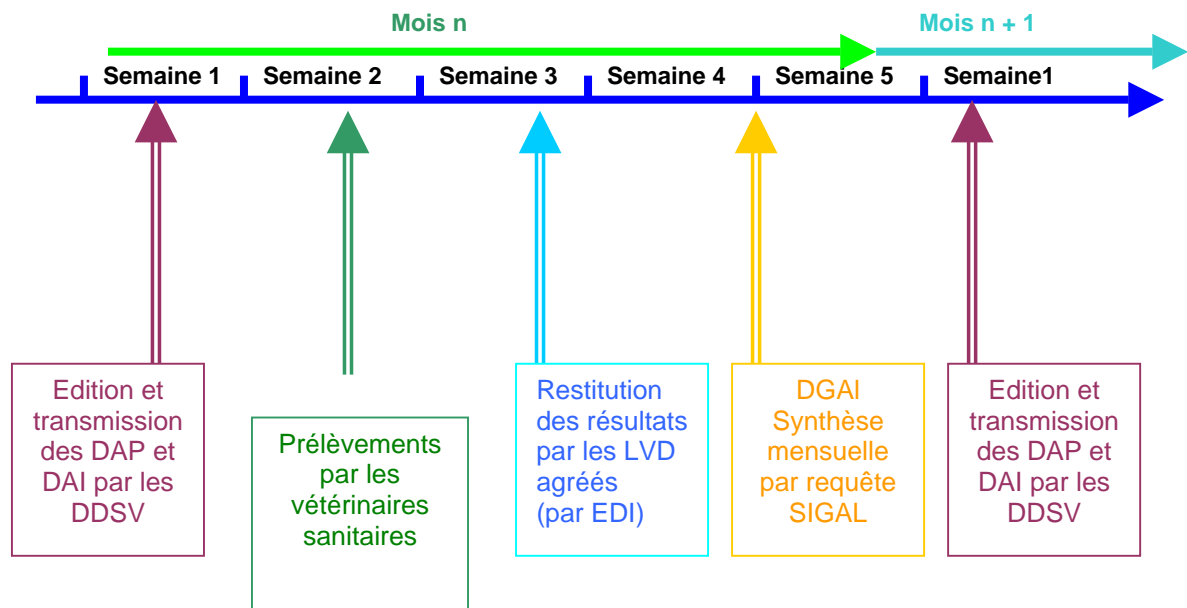 Mois n
Mois n + 1
Semaine 1
Semaine 2
Semaine 3
Semaine 4
Semaine 5
Semaine1
Edition et
transmission
des DAP et
DAI par les
DDSV
Prélèvements
par les
vétérinaires
sanitaires
Restitution
des résultats
par les LVD
agréés
(par EDI)
DGAI
Synthèse
mensuelle
par requête
SIGAL
Edition et
transmission
des DAP et
DAI par les
DDSV